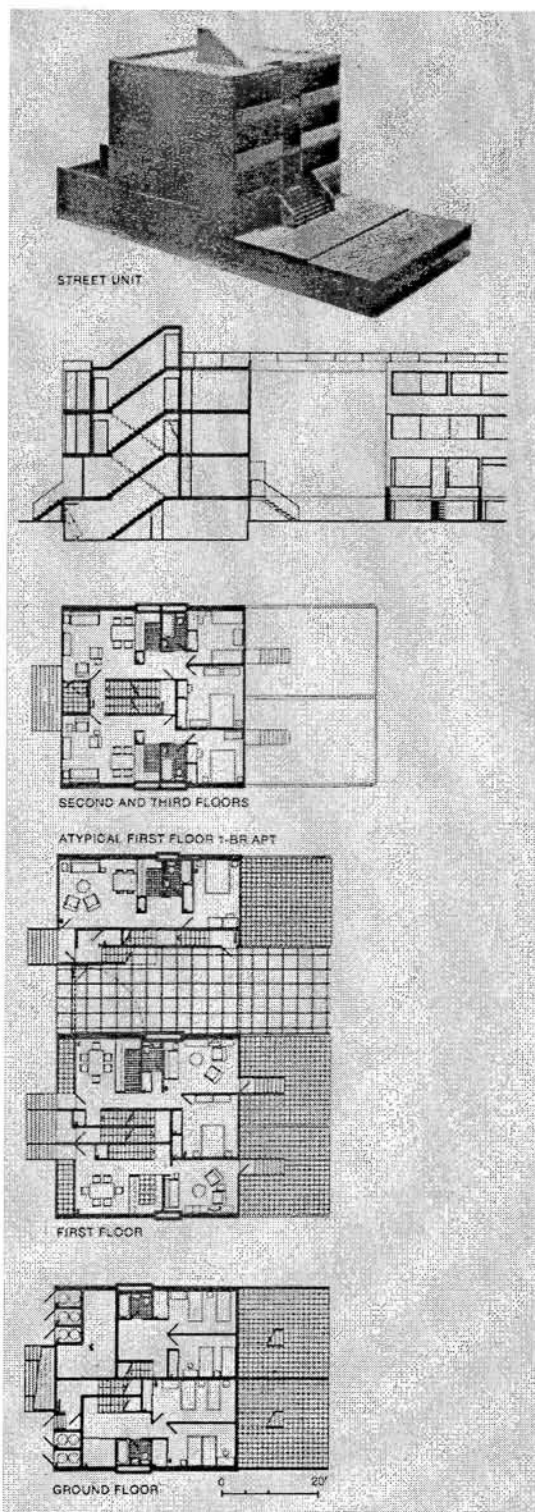 STREET UNIT
SECOND AND THIRD FLOORS
ATYPICAL FIRST FLOOR 1-BR APT
FIRST FLOOR
GROUND FLOOR
0 20'